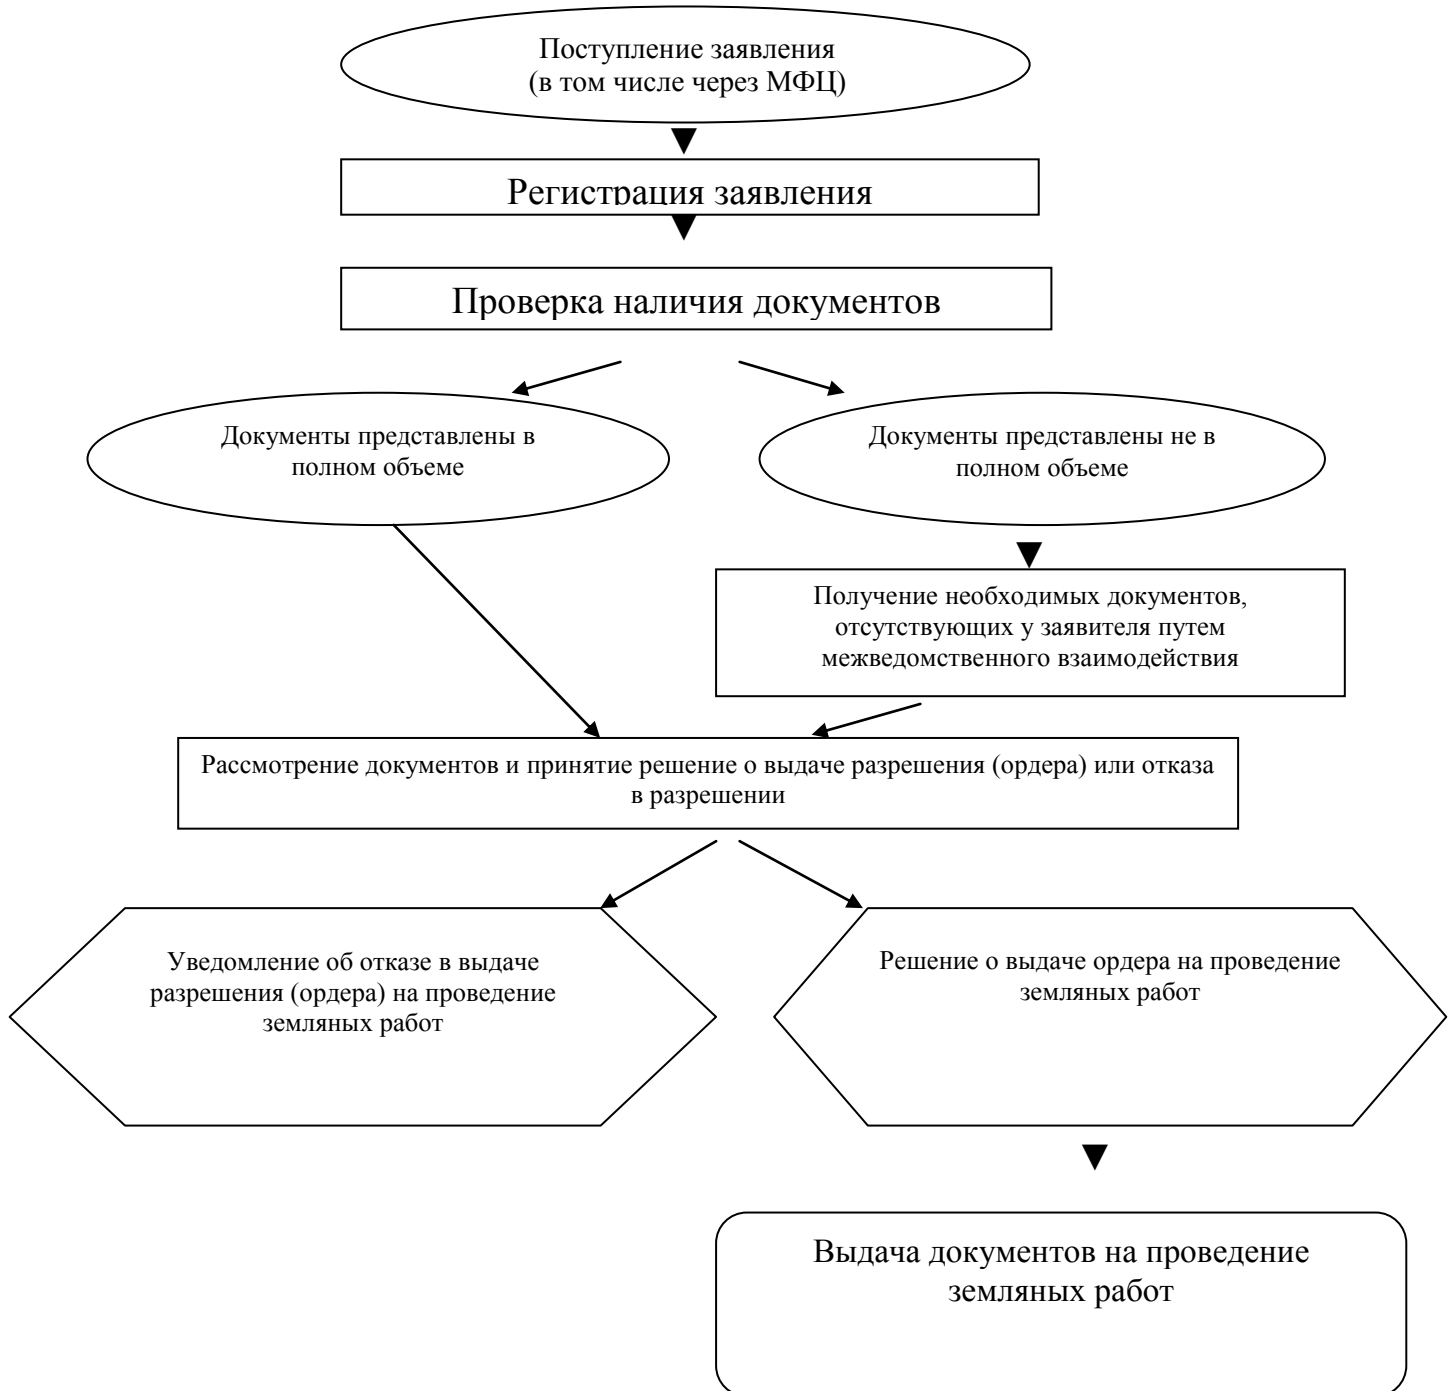 Поступление заявления
(в том числе через МФЦ)
Регистрация заявления
Проверка наличия документов
Документы представлены в
полном объеме
Документы представлены не в
полном объеме
Получение необходимых документов,
отсутствующих у заявителя путем
межведомственного взаимодействия
Рассмотрение документов и принятие решение о выдаче разрешения (ордера) или отказа
в разрешении
Уведомление об отказе в выдаче
разрешения (ордера) на проведение
земляных работ
Решение о выдаче ордера на проведение
земляных работ
Выдача документов на проведение
земляных работ